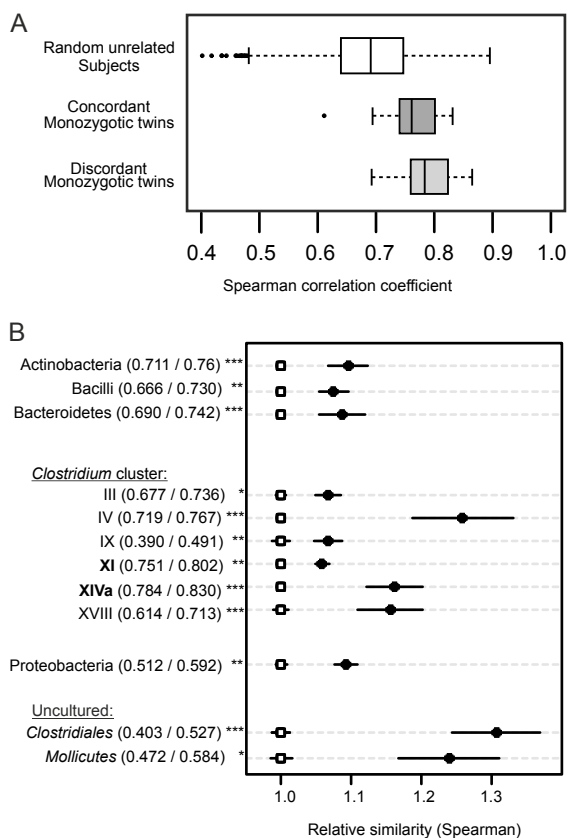 A
Random unrelated
Subjects
Concordant
Monozygotic twins
Discordant
Monozygotic twins
0.4 0.5 0.6 0.7 0.8 0.9 1.0
Spearman correlation coefficient
B
Actinobacteria (0.711 / 0.76) ***
Bacilli (0.666 / 0.730) **
Bacteroidetes (0.690 / 0.742) ***
Clostridium cluster:
III (0.677 / 0.736) *
IV (0.719 / 0.767) ***
IX (0.390 / 0.491) **
XI (0.751 / 0.802) **
XIVa (0.784 / 0.830) ***
XVIII (0.614 / 0.713) ***
Proteobacteria (0.512 / 0.592) **
Uncultured:
Clostridiales (0.403 / 0.527) ***
Mollicutes (0.472 / 0.584) *
1.0 1.1 1.2 1.3
Relative similarity (Spearman)